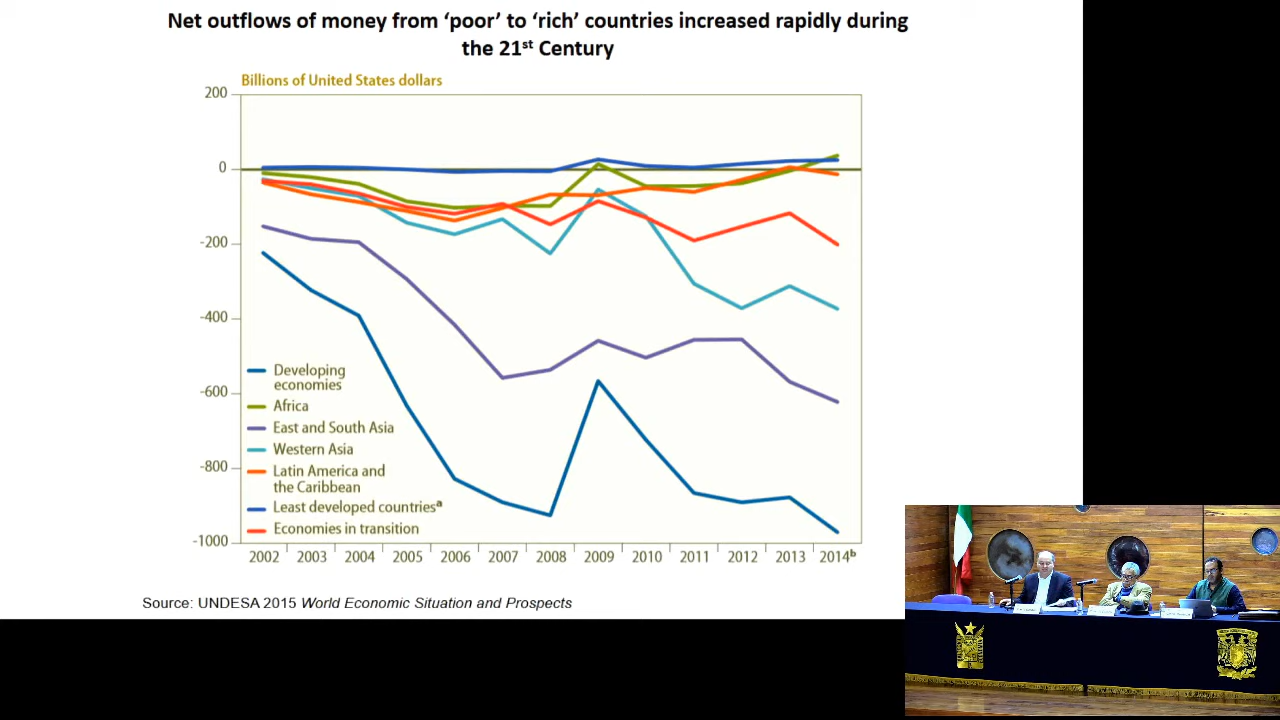 Net outflows of money from ‘poor’ to ‘rich’ countries increased rapidly during
the 21st Century
Billions of United States dollars
200
0
-200
-400
-600
-800
-1000
Developing
economies
Africa
East and South Asia
Western Asia
Latin America and
the Caribbean
Least developed countriesa
Economies in transition
2002 2003 2004 2005 2006 2007 2008 2009 2010 2011 2012 2013 2014b
Source: UNDESA 2015 World Economic Situation and Prospects